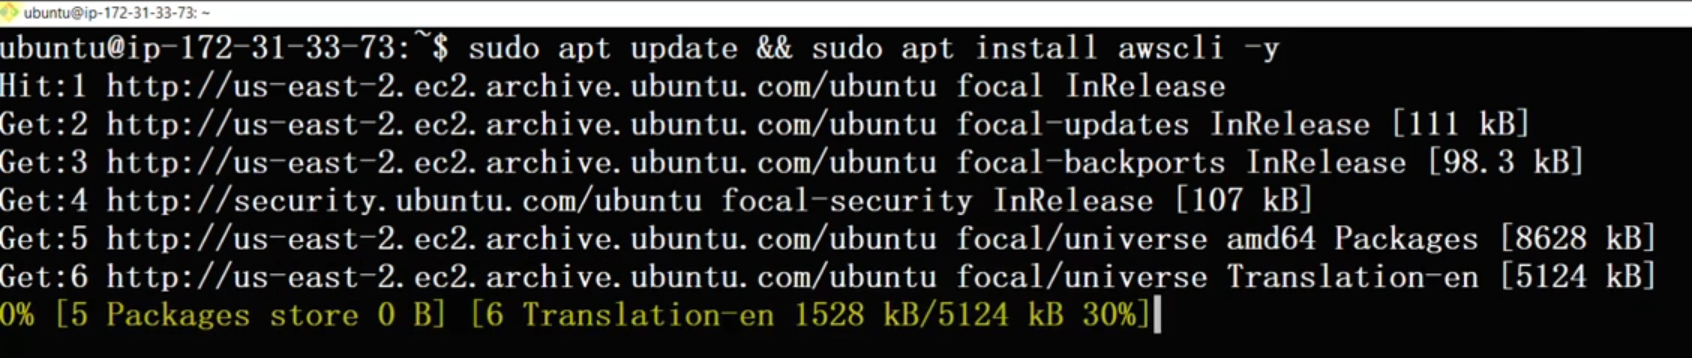 ubuntu@ip-172-31-33-73: ~
ubuntu@ip-172-31-33-73:~$ sudo apt update && sudo apt install awscli -y
Hit:1 http://us-east-2.ec2.archive.ubuntu.com/ubuntu focal InRelease
Get:2 http://us-east-2.ec2.archive.ubuntu.com/ubuntu focal-updates InRelease [111 kB]
Get:3 http://us-east-2.ec2.archive.ubuntu.com/ubuntu focal-backports InRelease [98.3 kB]
Get:4 http://security.ubuntu.com/ubuntu focal-security InRelease [107 kB]
Get:5 http://us-east-2.ec2.archive.ubuntu.com/ubuntu focal/universe amd64 Packages [8628 kB]
Get:6 http://us-east-2.ec2.archive.ubuntu.com/ubuntu focal/universe Translation-en [5124 kB]
0% [5 Packages store 0 B] [6 Translation-en 1528 kB/5124 kB 30%]